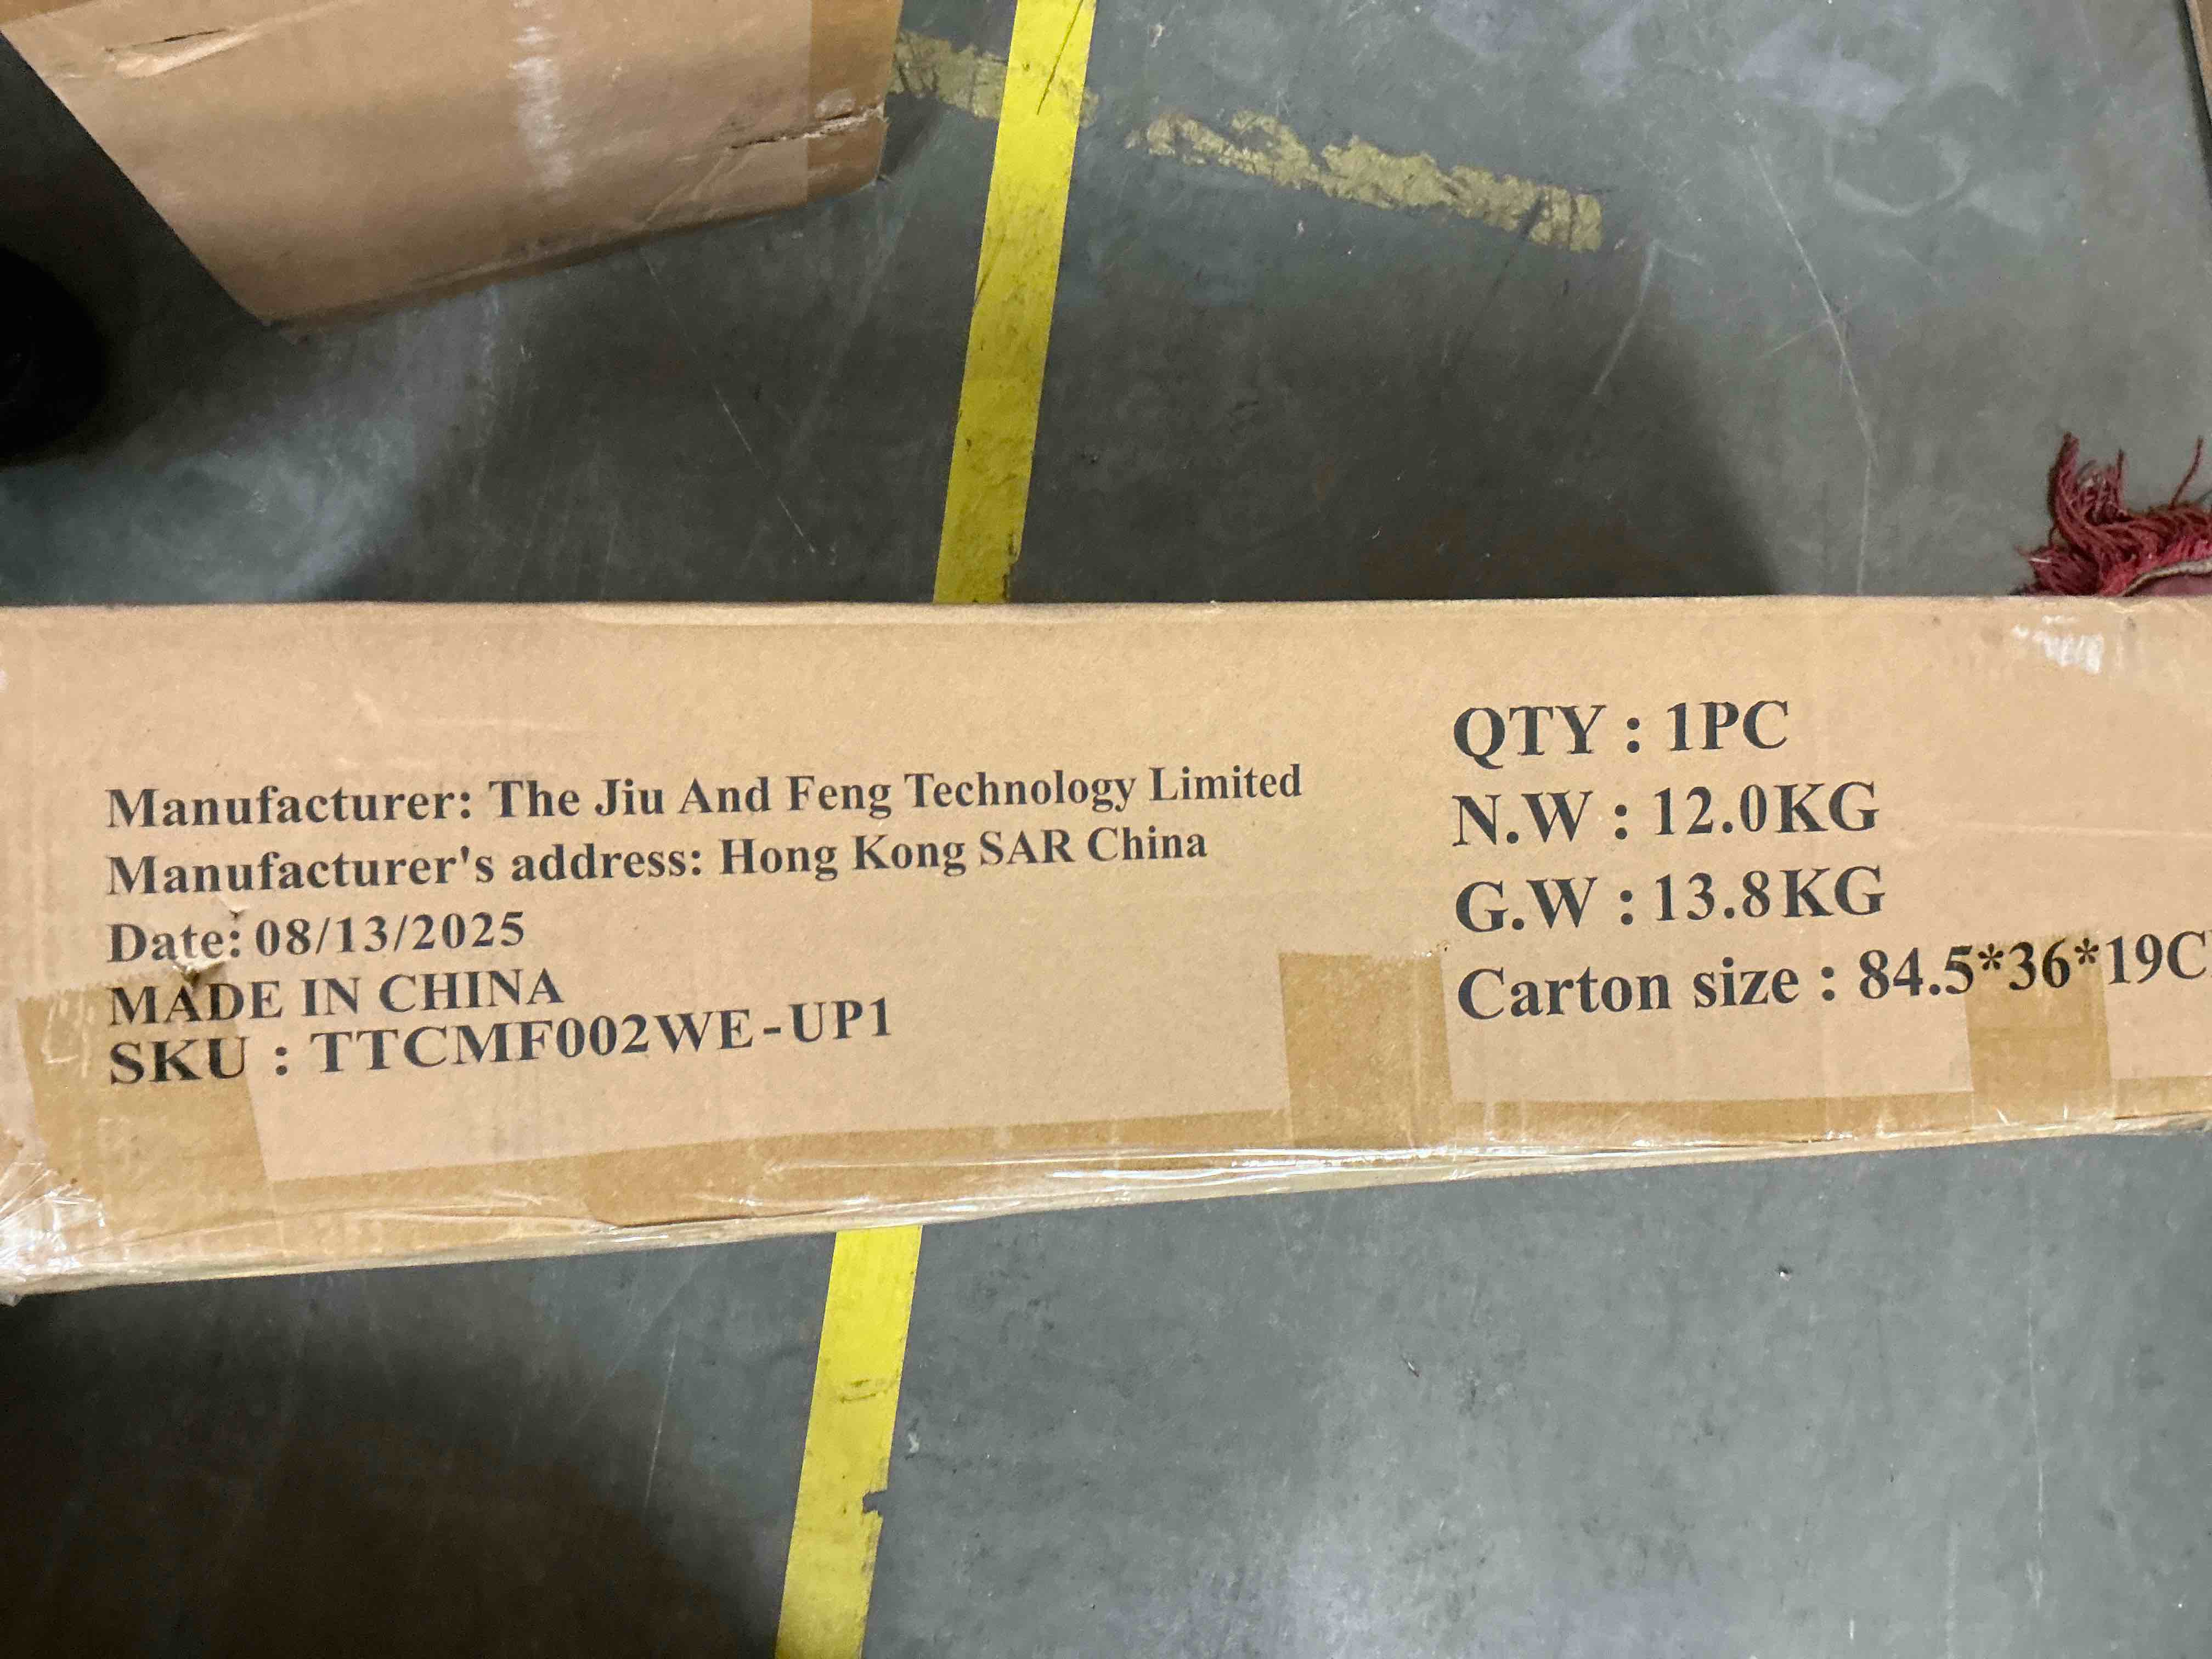 Manufacturer: The Jiu And Feng Technology Limited
Manufacturer's address: Hong Kong SAR China
Date: 08/13/2025
MADE IN CHINA
SKU : TTCMF002WE-UP1
QTY : 1PC
N.W : 12.0KG
G.W : 13.8KG
Carton size : 84.5*36*19C